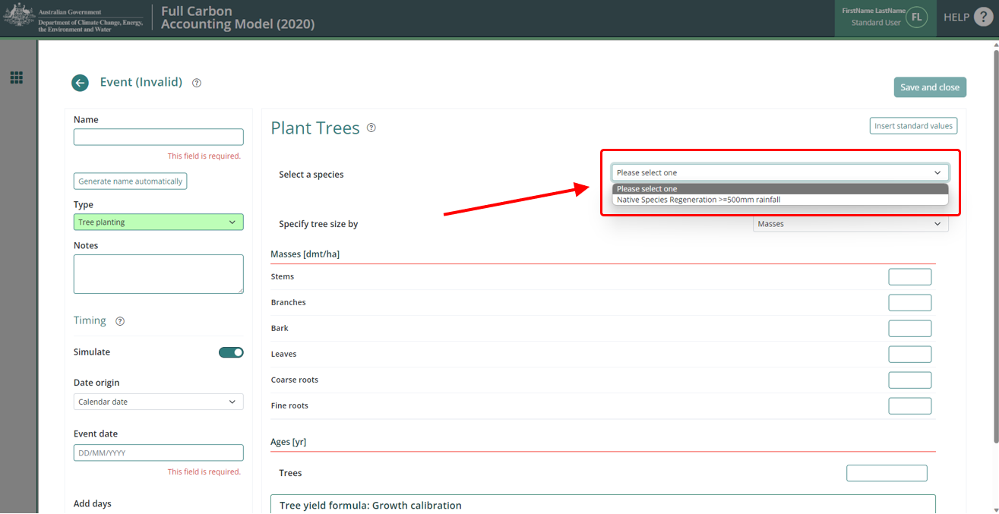 Australian Government
Department of Climate Change, Energy,
the Environment and Water
Full Carbon
Accounting Model (2020)
FirstName LastName
Standard User
FL
HELP ?
Event (Invalid) ?
Save and close
Name
This field is required.
Generate name automatically
Type
Tree planting
Notes
Timing ?
Simulate
Date origin
Calendar date
Event date
DD/MM/YYYY
This field is required.
Add days
Plant Trees ?
Insert standard values
Select a species
Please select one
Please select one
Native Species Regeneration >=500mm rainfall
Specify tree size by
Masses
Masses [dmt/ha]
Stems
Branches
Bark
Leaves
Coarse roots
Fine roots
Ages [yr]
Trees
Tree yield formula: Growth calibration